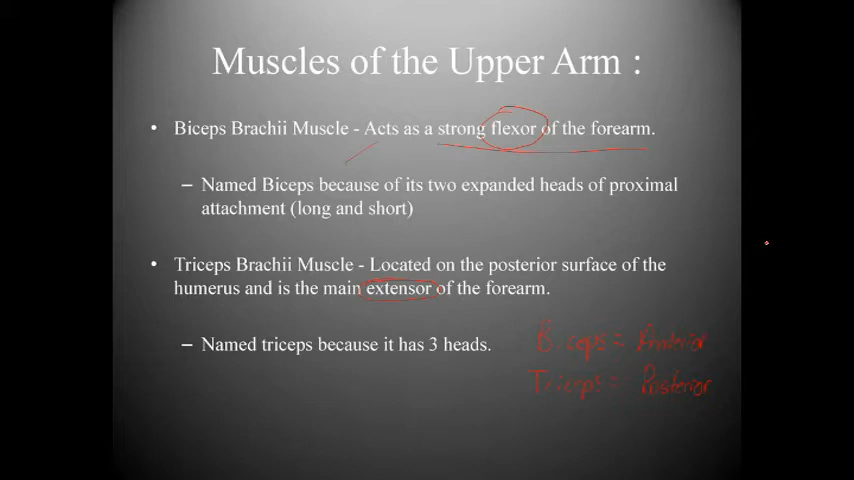 Muscles of the Upper Arm :
• Biceps Brachii Muscle - Acts as a strong flexor of the forearm.
– Named Biceps because of its two expanded heads of proximal
attachment (long and short)
• Triceps Brachii Muscle - Located on the posterior surface of the
humerus and is the main extensor of the forearm.
– Named triceps because it has 3 heads.
Biceps = Anterior
Triceps = Posterior